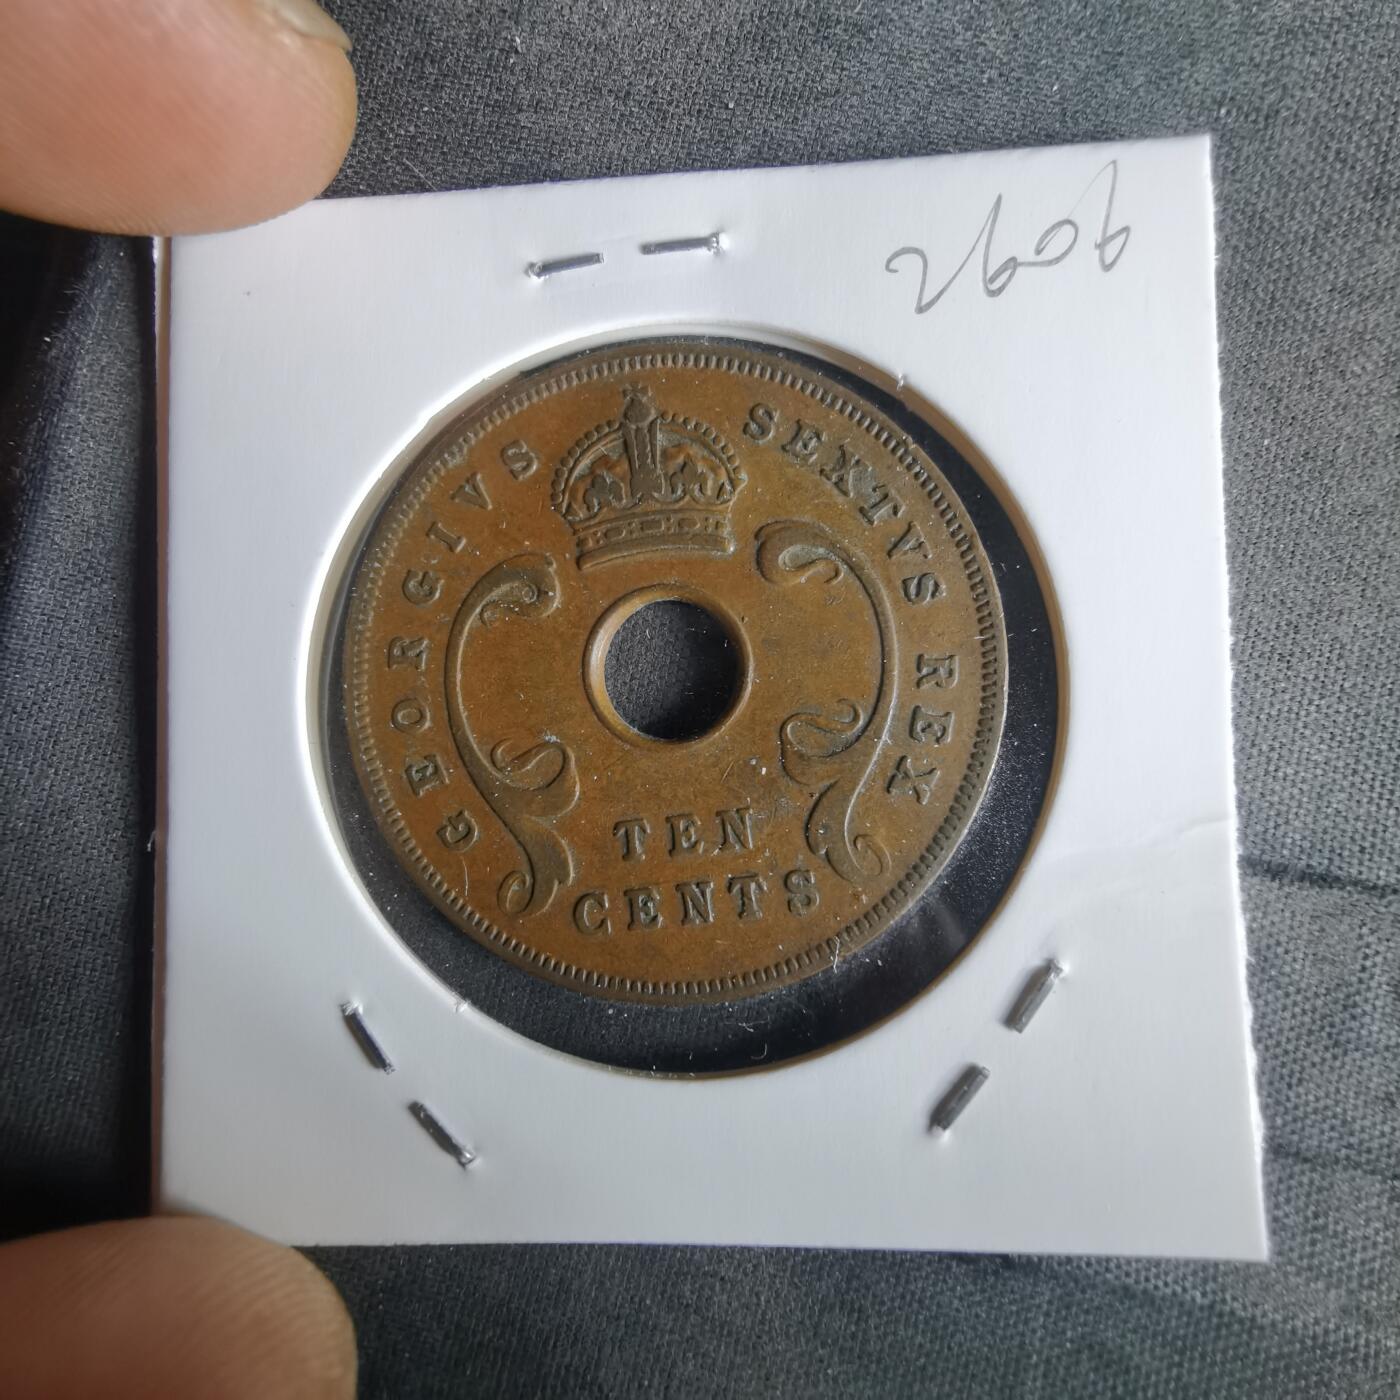 2606
GEORGIVS SEXTVS REX
TEN
CENTS